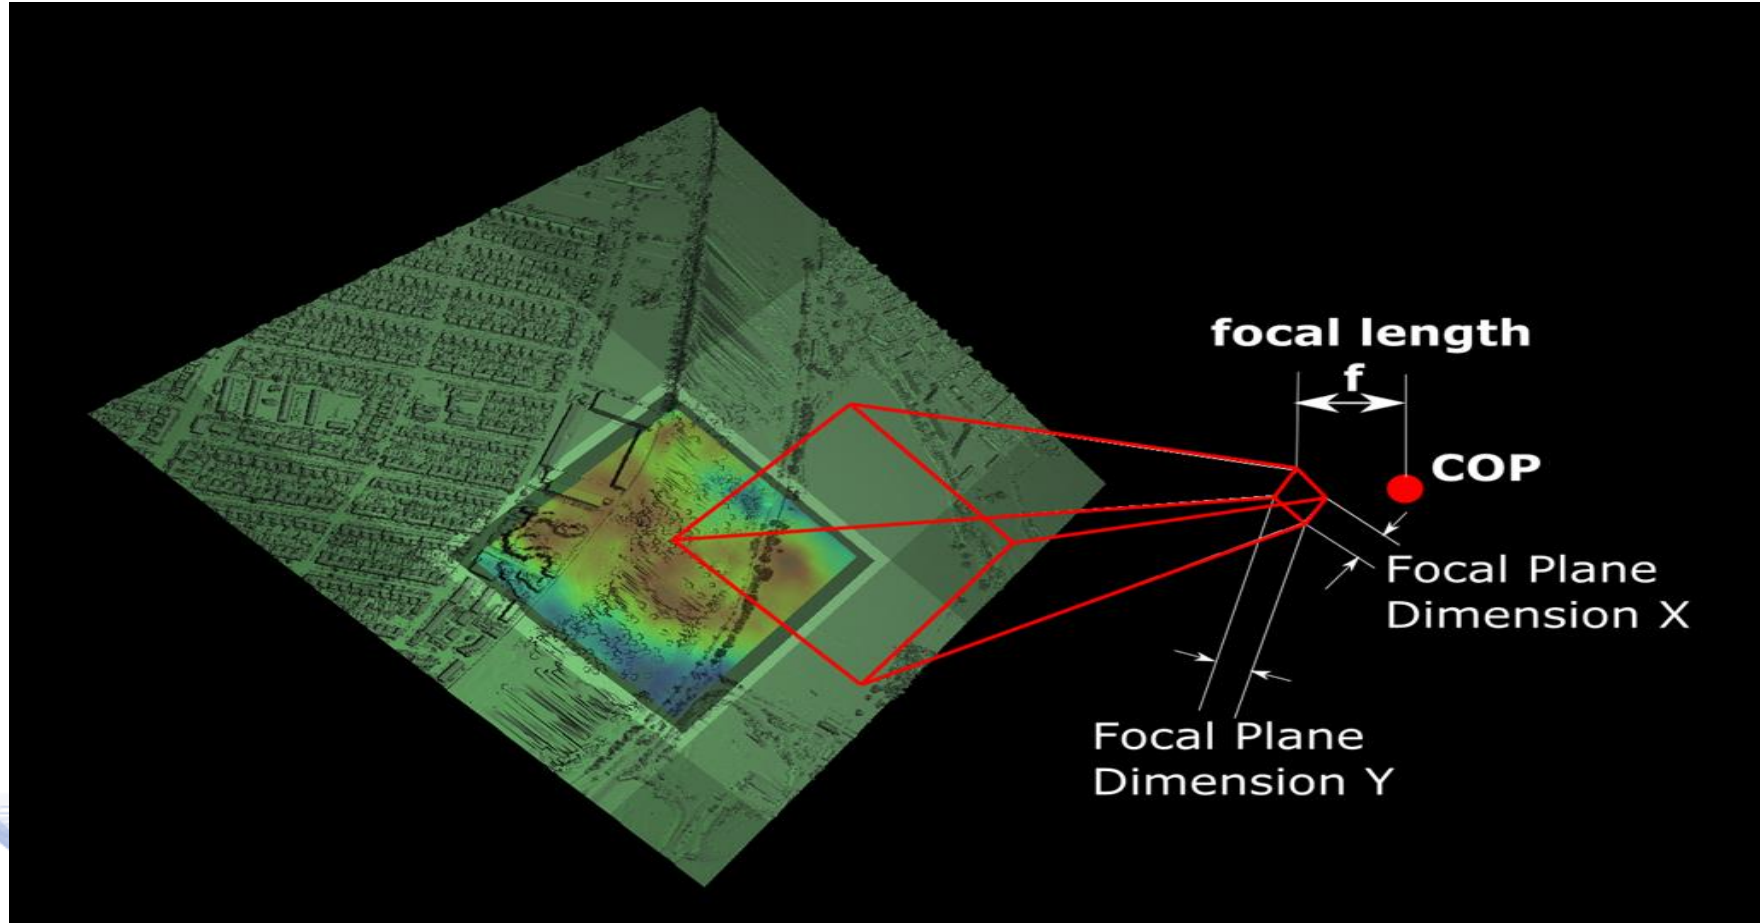 focal length
f
COP
Focal Plane
Dimension X
Focal Plane
Dimension Y